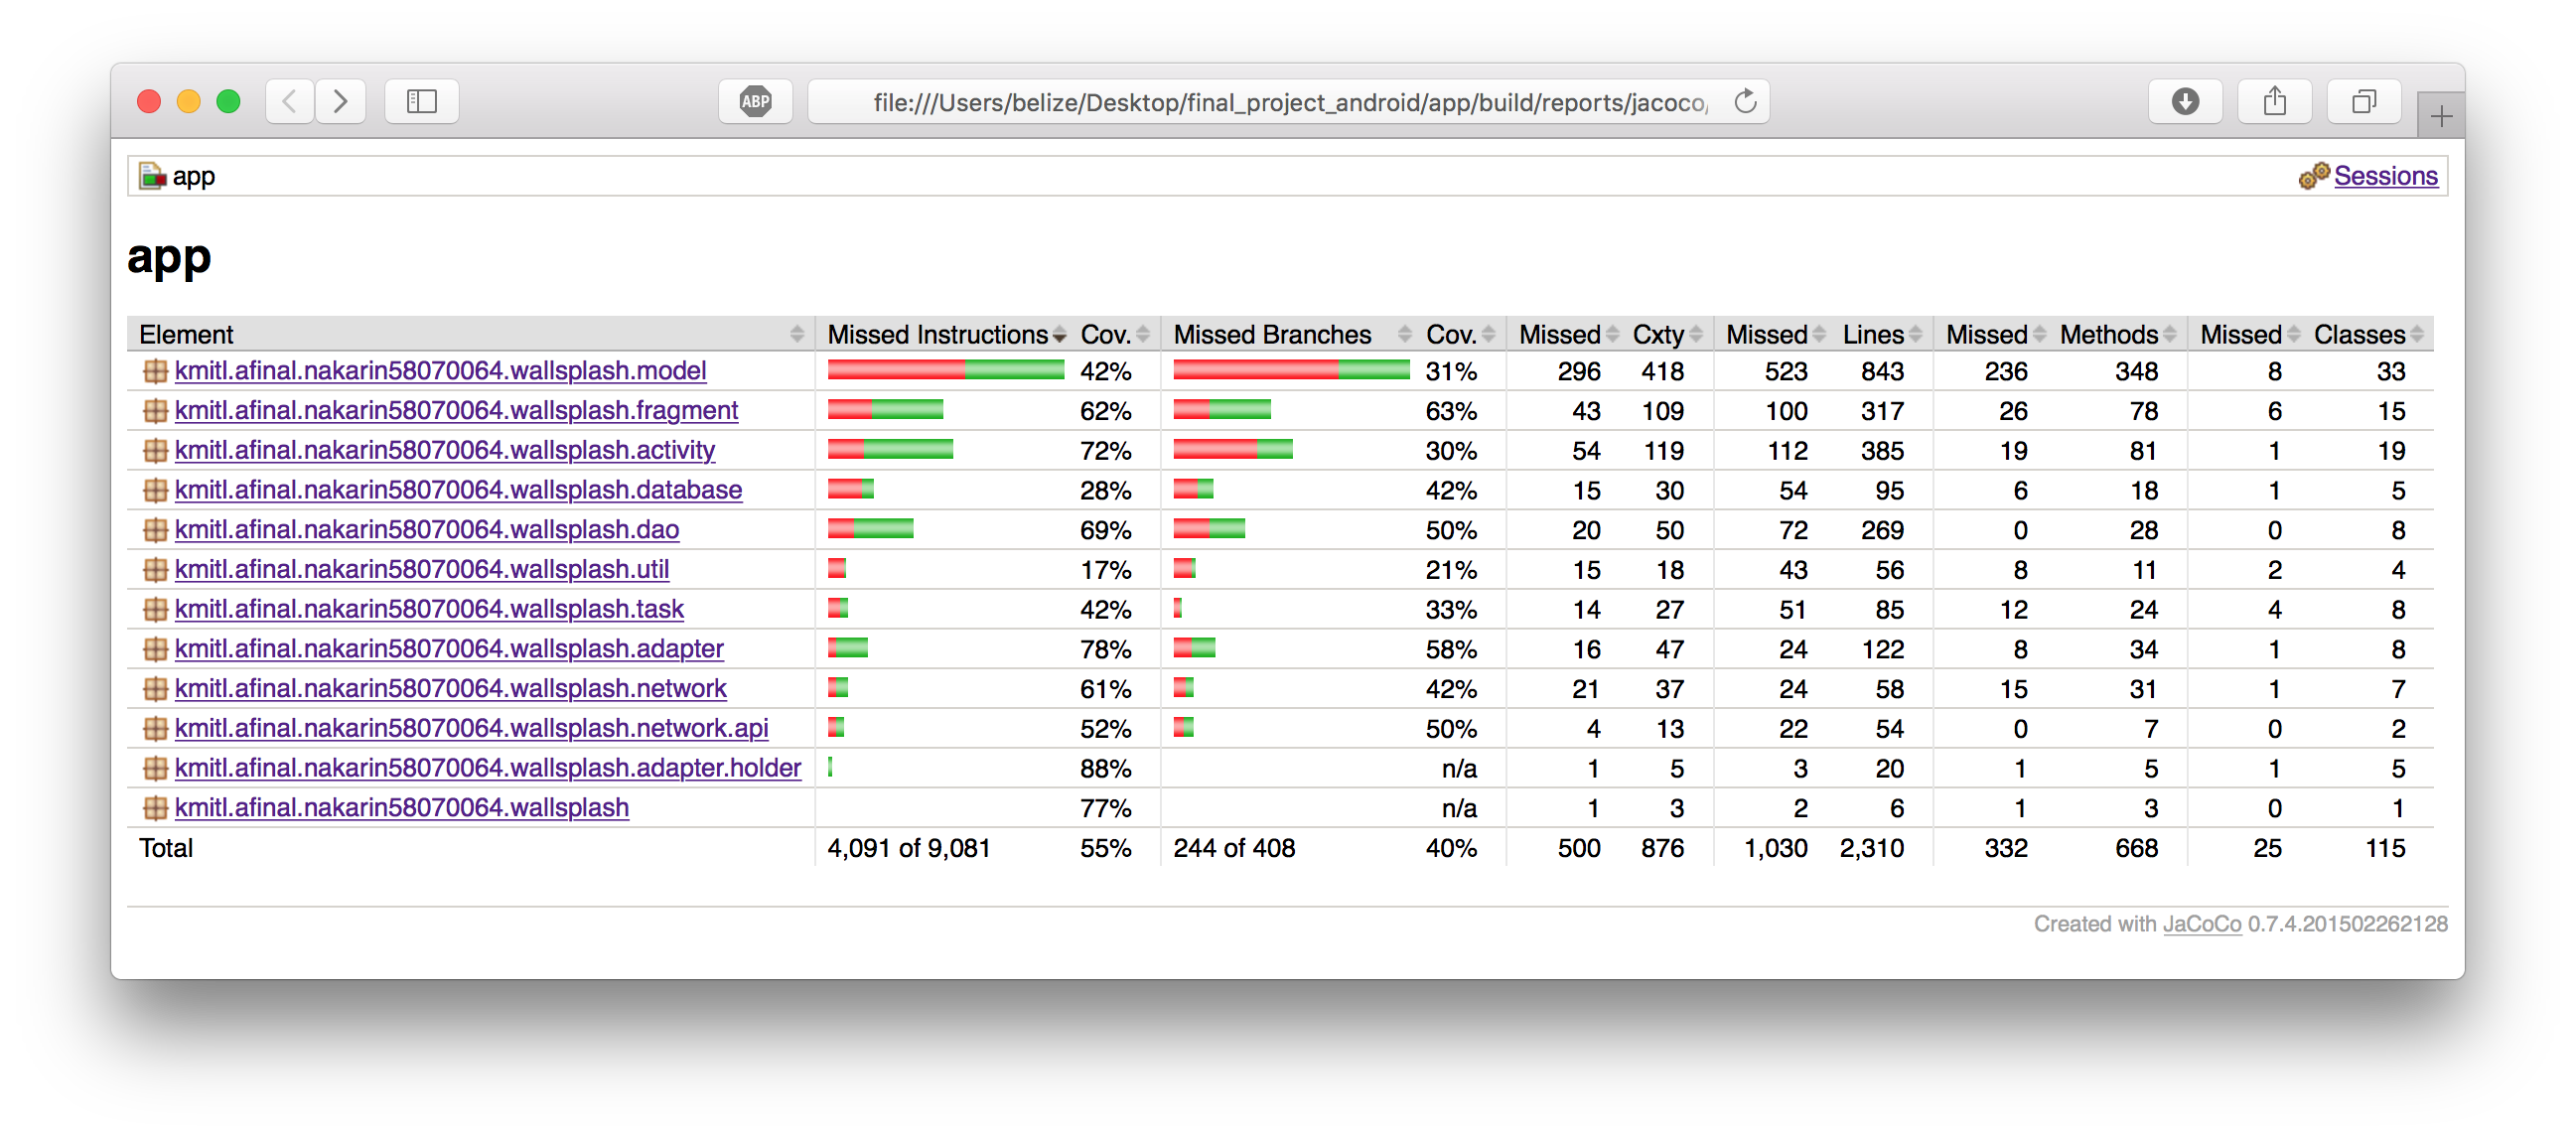 ABP file:///Users/belize/Desktop/final_project_android/app/build/reports/jacoco/
app Sessions
app
Element Missed Instructions Cov. Missed Branches Cov. Missed Cxty Missed Lines Missed Methods Missed Classes
kmitl.afinal.nakarin58070064.wallsplash.model 42% 31% 296 418 523 843 236 348 8 33
kmitl.afinal.nakarin58070064.wallsplash.fragment 62% 63% 43 109 100 317 26 78 6 15
kmitl.afinal.nakarin58070064.wallsplash.activity 72% 30% 54 119 112 385 19 81 1 19
kmitl.afinal.nakarin58070064.wallsplash.database 28% 42% 15 30 54 95 6 18 1 5
kmitl.afinal.nakarin58070064.wallsplash.dao 69% 50% 20 50 72 269 0 28 0 8
kmitl.afinal.nakarin58070064.wallsplash.util 17% 21% 15 18 43 56 8 11 2 4
kmitl.afinal.nakarin58070064.wallsplash.task 42% 33% 14 27 51 85 12 24 4 8
kmitl.afinal.nakarin58070064.wallsplash.adapter 78% 58% 16 47 24 122 8 34 1 8
kmitl.afinal.nakarin58070064.wallsplash.network 61% 42% 21 37 24 58 15 31 1 7
kmitl.afinal.nakarin58070064.wallsplash.network.api 52% 50% 4 13 22 54 0 7 0 2
kmitl.afinal.nakarin58070064.wallsplash.adapter.holder 88% n/a 1 5 3 20 1 5 1 5
kmitl.afinal.nakarin58070064.wallsplash 77% n/a 1 3 2 6 1 3 0 1
Total 4,091 of 9,081 55% 244 of 408 40% 500 876 1,030 2,310 332 668 25 115
Created with JaCoCo 0.7.4.201502262128